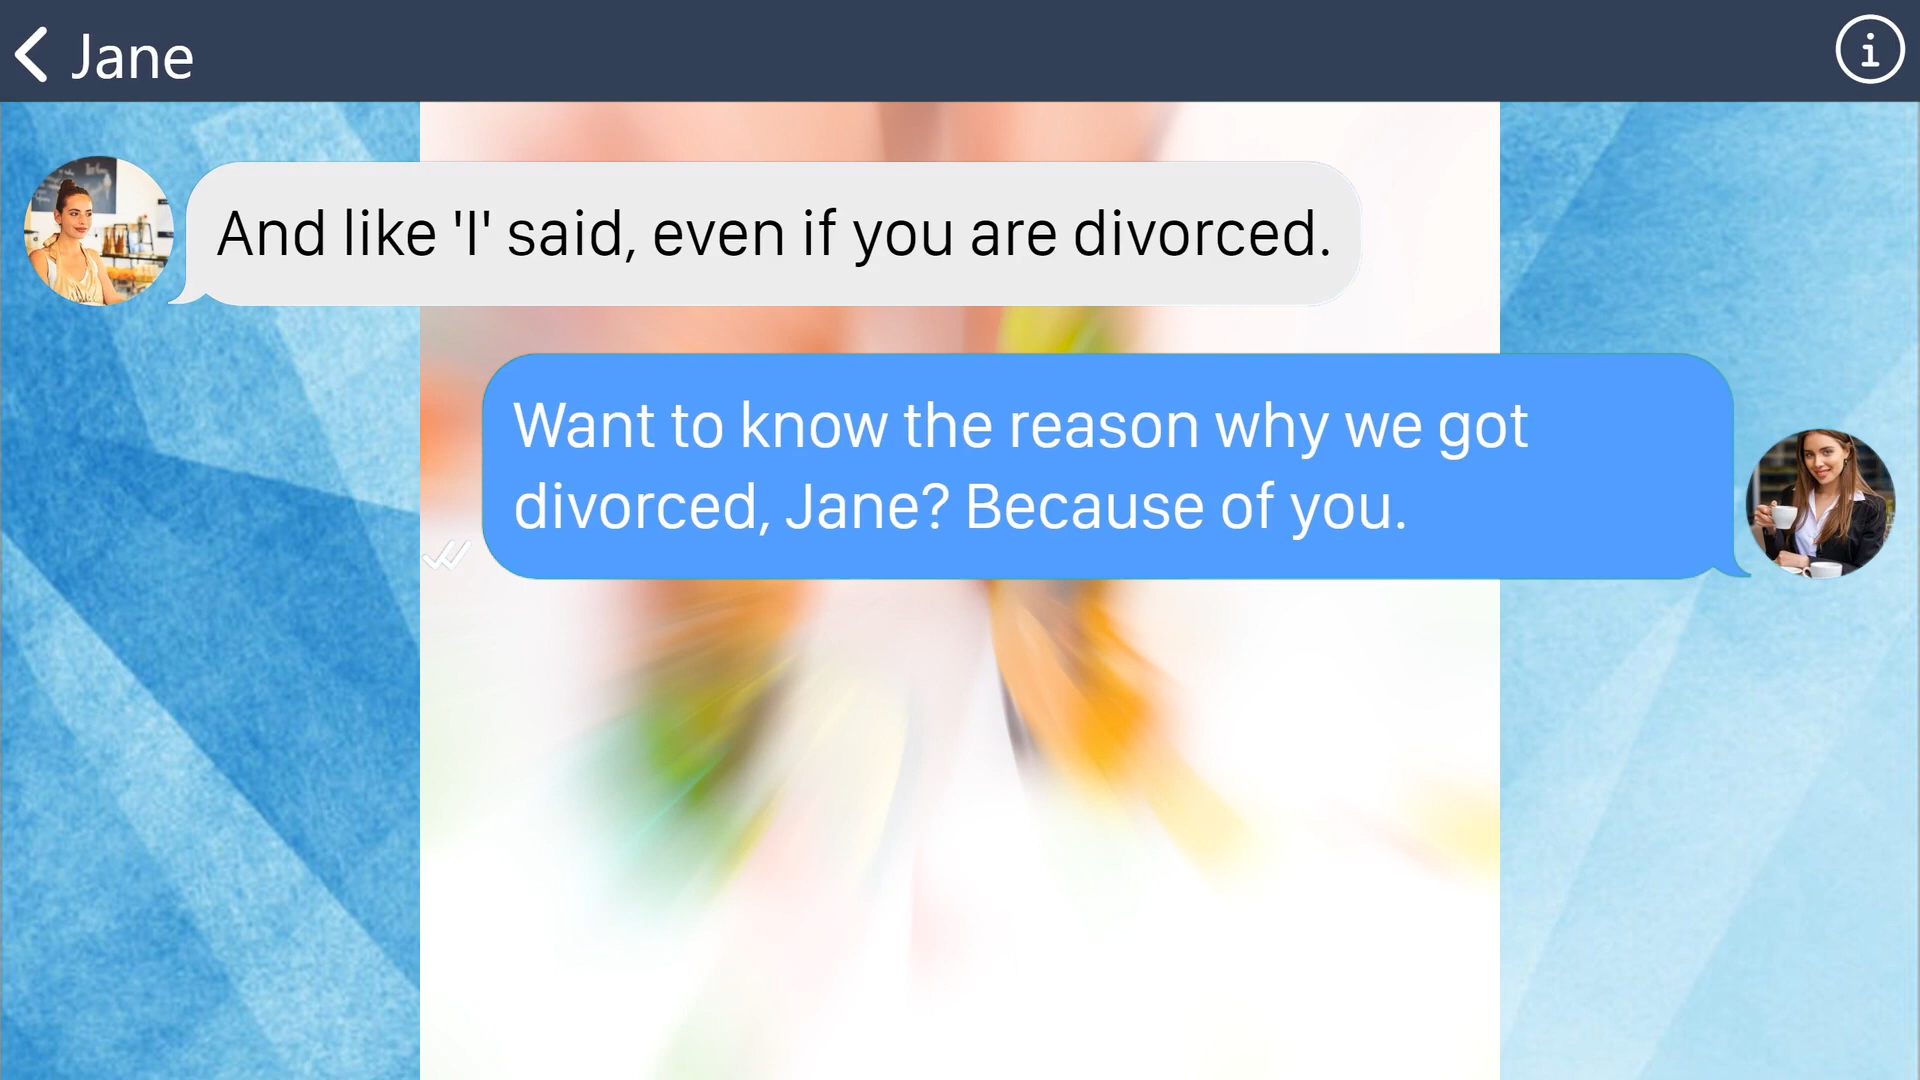 Jane
And like 'I' said, even if you are divorced.
Want to know the reason why we got
divorced, Jane? Because of you.